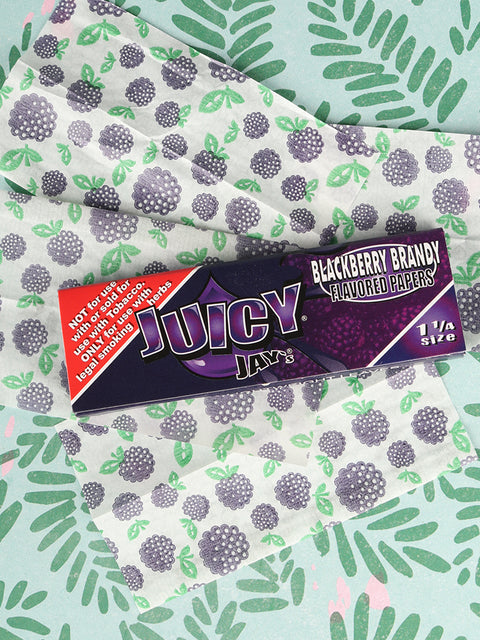 NOT for use
with or sold for
use with Tobacco.
ONLY for use with
legal smoking herbs
JUICY®
JAY'S®
BLACKBERRY BRANDY
FLAVORED PAPERS
1 ¼
size